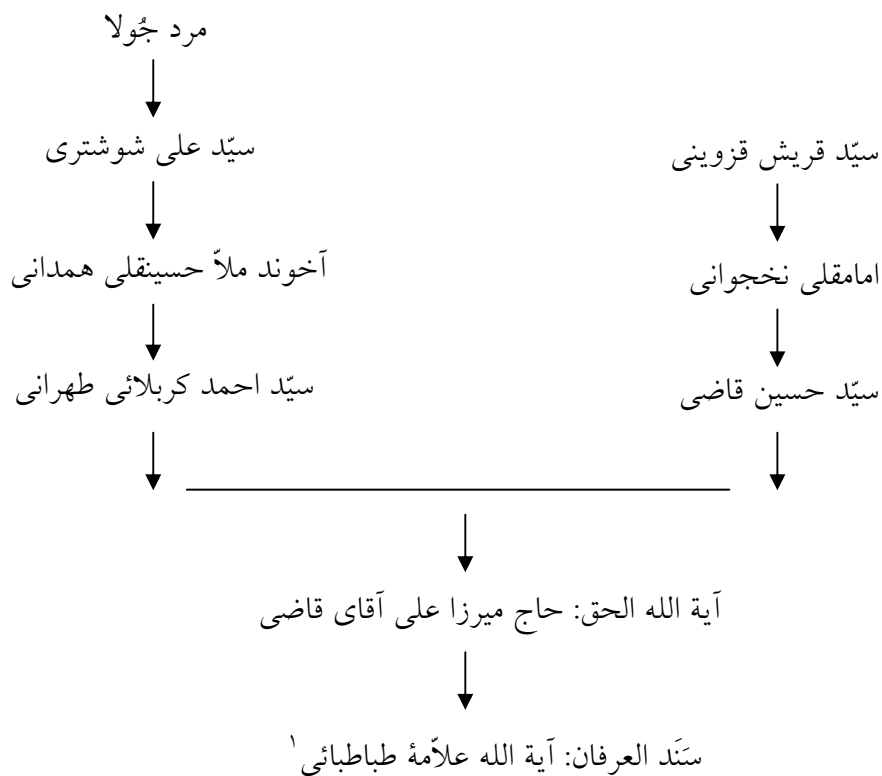 مرد جُولا
سیّد علی شوشتری
سیّد قریش قزوینی
آخوند ملاّ حسینقلی همدانی
امامقلی نخجوانی
سیّد احمد کربلائی طهرانی
سیّد حسین قاضی
آیة الله الحق: حاج میرزا علی آقای قاضی
سَنَد العرفان: آیة الله علاّمۀ طباطبائی۱